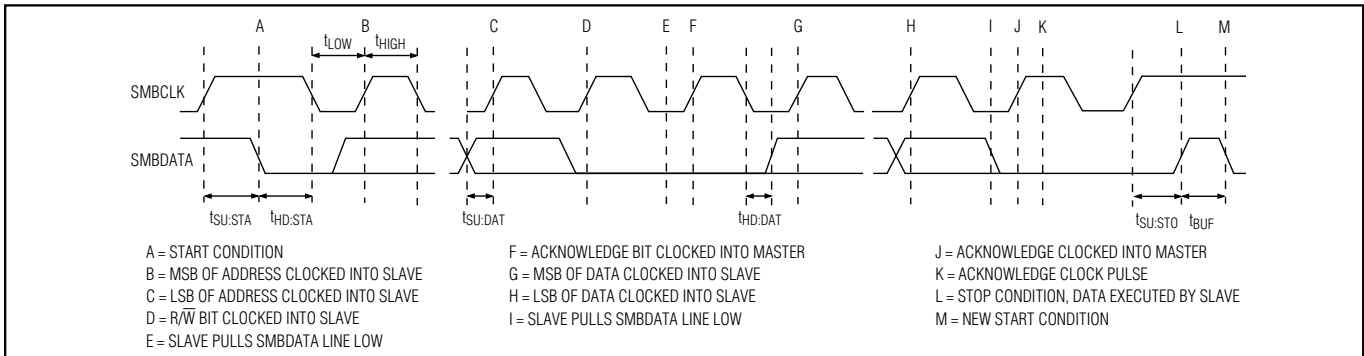 A B C D E F G H I J K L M
tLOW tHIGH
SMBCLK
SMBDATA
tSU:STA tHD:STA tSU:DAT tHD:DAT tSU:STO tBUF
A = START CONDITION
B = MSB OF ADDRESS CLOCKED INTO SLAVE
C = LSB OF ADDRESS CLOCKED INTO SLAVE
D = R/W̅ BIT CLOCKED INTO SLAVE
E = SLAVE PULLS SMBDATA LINE LOW
F = ACKNOWLEDGE BIT CLOCKED INTO MASTER
G = MSB OF DATA CLOCKED INTO SLAVE
H = LSB OF DATA CLOCKED INTO SLAVE
I = SLAVE PULLS SMBDATA LINE LOW
J = ACKNOWLEDGE CLOCKED INTO MASTER
K = ACKNOWLEDGE CLOCK PULSE
L = STOP CONDITION, DATA EXECUTED BY SLAVE
M = NEW START CONDITION